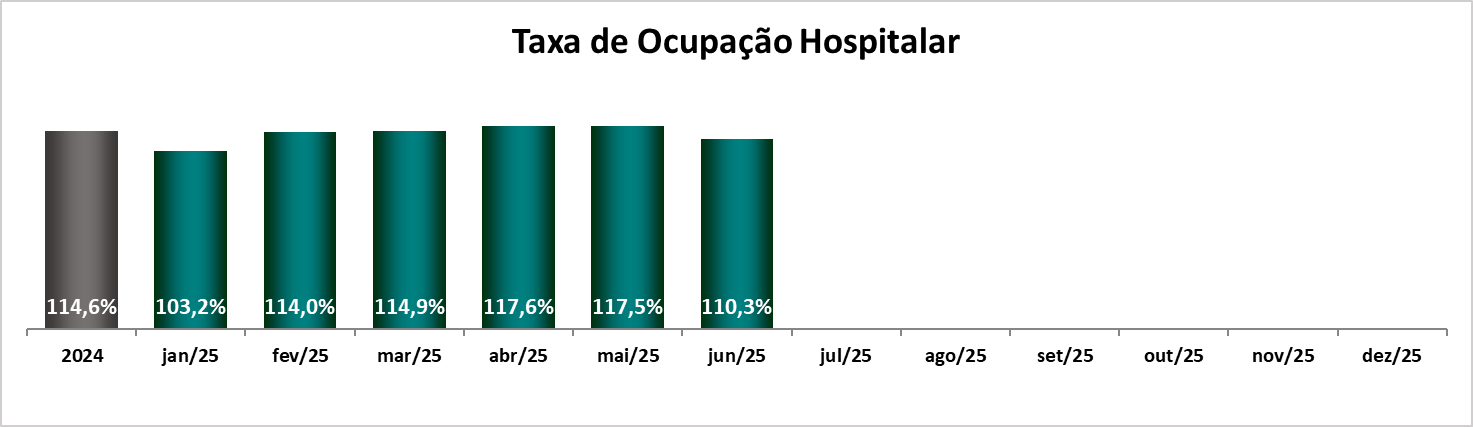 Taxa de Ocupação Hospitalar
114,6% 103,2% 114,0% 114,9% 117,6% 117,5% 110,3%
2024 jan/25 fev/25 mar/25 abr/25 mai/25 jun/25 jul/25 ago/25 set/25 out/25 nov/25 dez/25